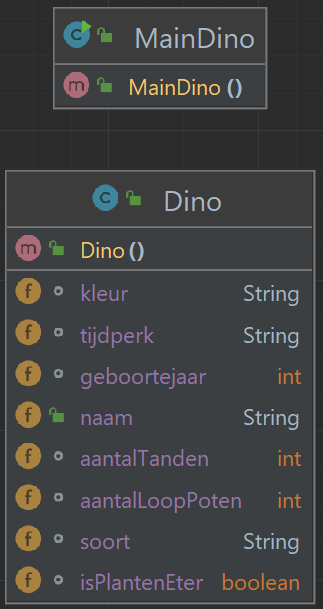 MainDino
MainDino ()
Dino
Dino ()
kleur String
tijdperk String
geboortejaar int
naam String
aantalTanden int
aantalLoopPoten int
soort String
isPlantenEter boolean